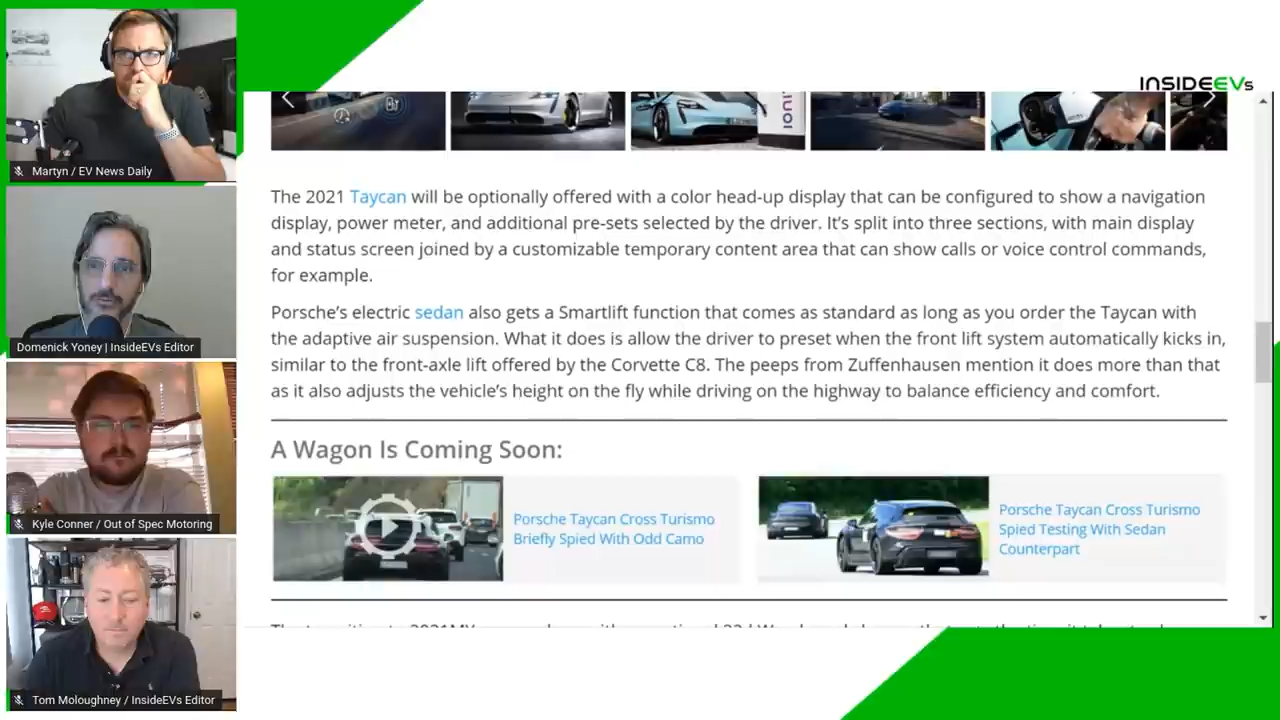 INSIDEEVs
Martyn / EV News Daily
Domenick Yoney | InsideEVs Editor
Kyle Conner / Out of Spec Motoring
Tom Moloughney / InsideEVs Editor
The 2021 Taycan will be optionally offered with a color head-up display that can be configured to show a navigation
display, power meter, and additional pre-sets selected by the driver. It’s split into three sections, with main display
and status screen joined by a customizable temporary content area that can show calls or voice control commands,
for example.
Porsche’s electric sedan also gets a Smartlift function that comes as standard as long as you order the Taycan with
the adaptive air suspension. What it does is allow the driver to preset when the front lift system automatically kicks in,
similar to the front-axle lift offered by the Corvette C8. The peeps from Zuffenhausen mention it does more than that
as it also adjusts the vehicle’s height on the fly while driving on the highway to balance efficiency and comfort.
A Wagon Is Coming Soon:
Porsche Taycan Cross Turismo
Briefly Spied With Odd Camo
Porsche Taycan Cross Turismo
Spied Testing With Sedan
Counterpart